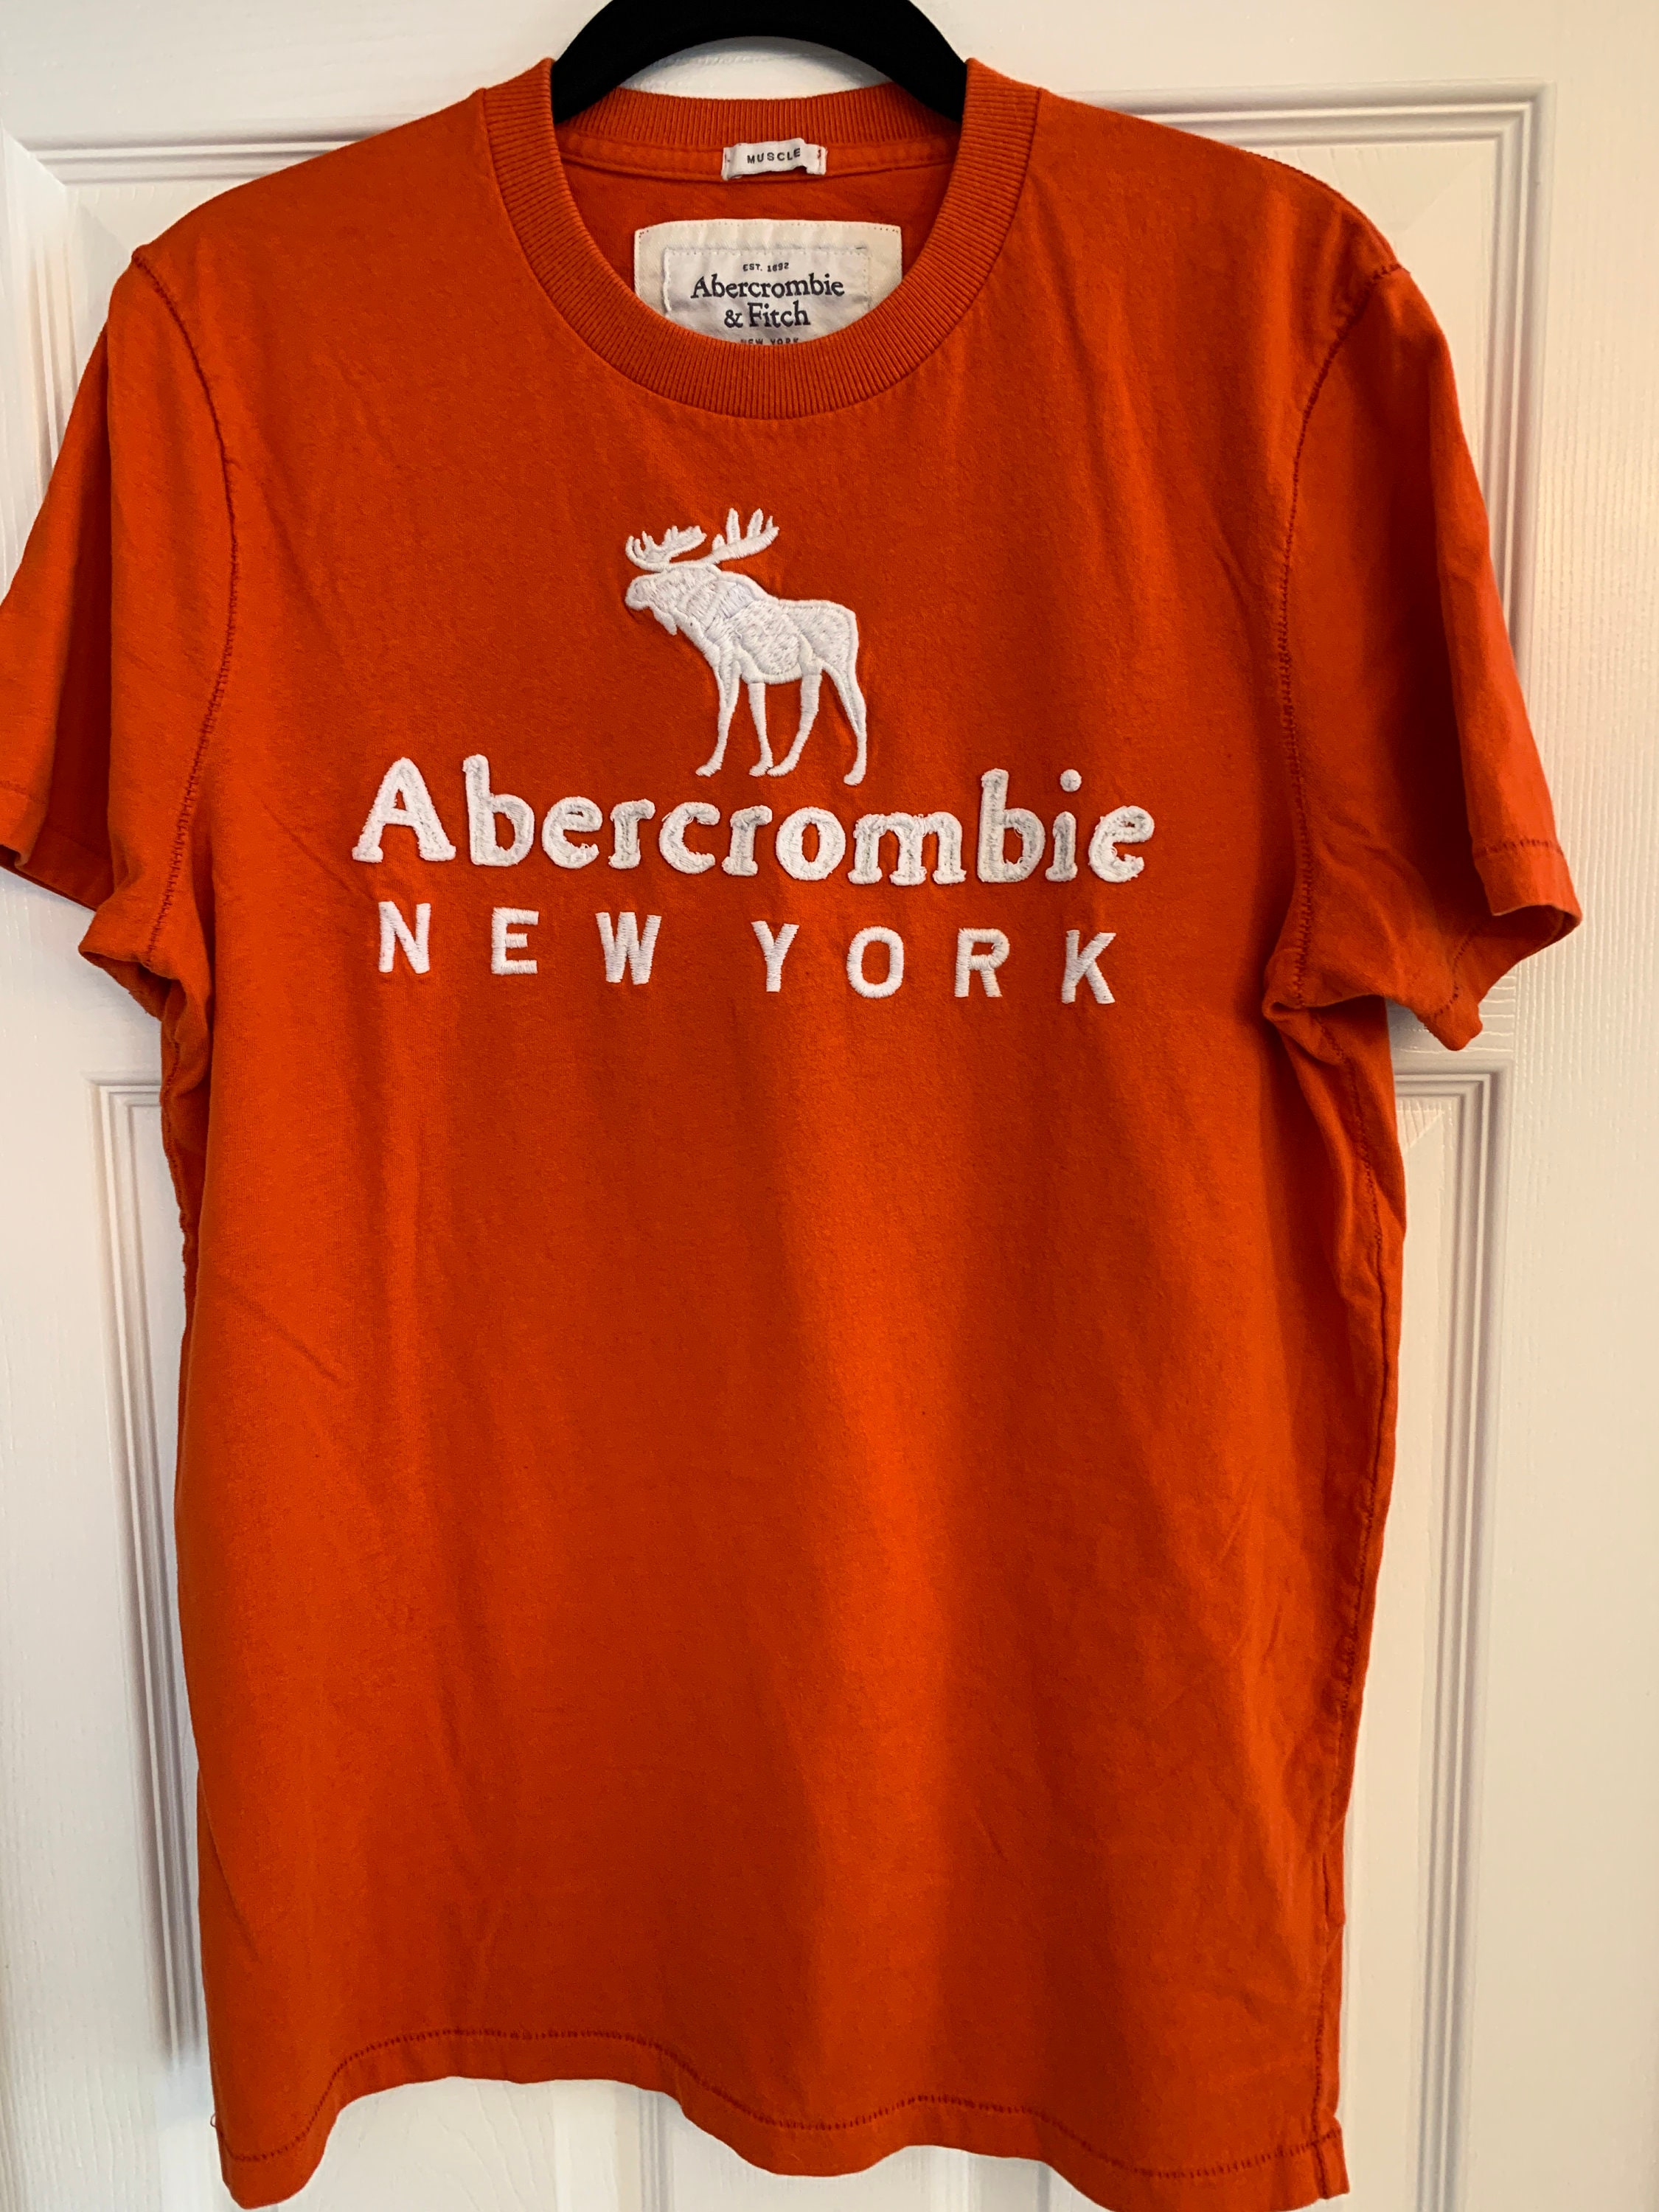 MUSCLE
EST. 1892
Abercrombie
& Fitch
NEW YORK
Abercrombie
NEW YORK